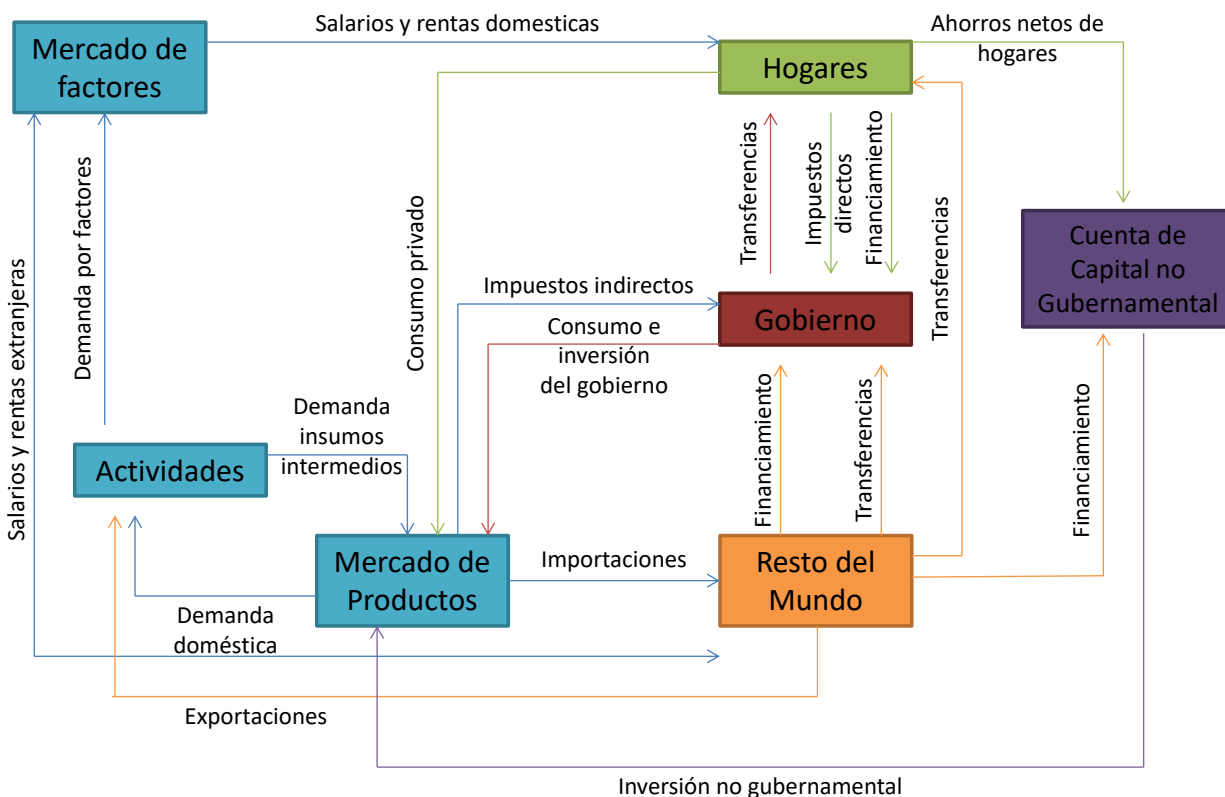 Salarios y rentas domesticas
Ahorros netos de
hogares
Mercado de
factores
Hogares
Demanda por factores
Salarios y rentas extranjeras
Consumo privado
Transferencias
Impuestos
directos
Financiamiento
Transferencias
Cuenta de
Capital no
Gubernamental
Impuestos indirectos
Gobierno
Consumo e
inversión
del gobierno
Demanda
insumos
intermedios
Actividades
Financiamiento
Transferencias
Financiamiento
Mercado de
Productos
Importaciones
Resto del
Mundo
Demanda
doméstica
Exportaciones
Inversión no gubernamental